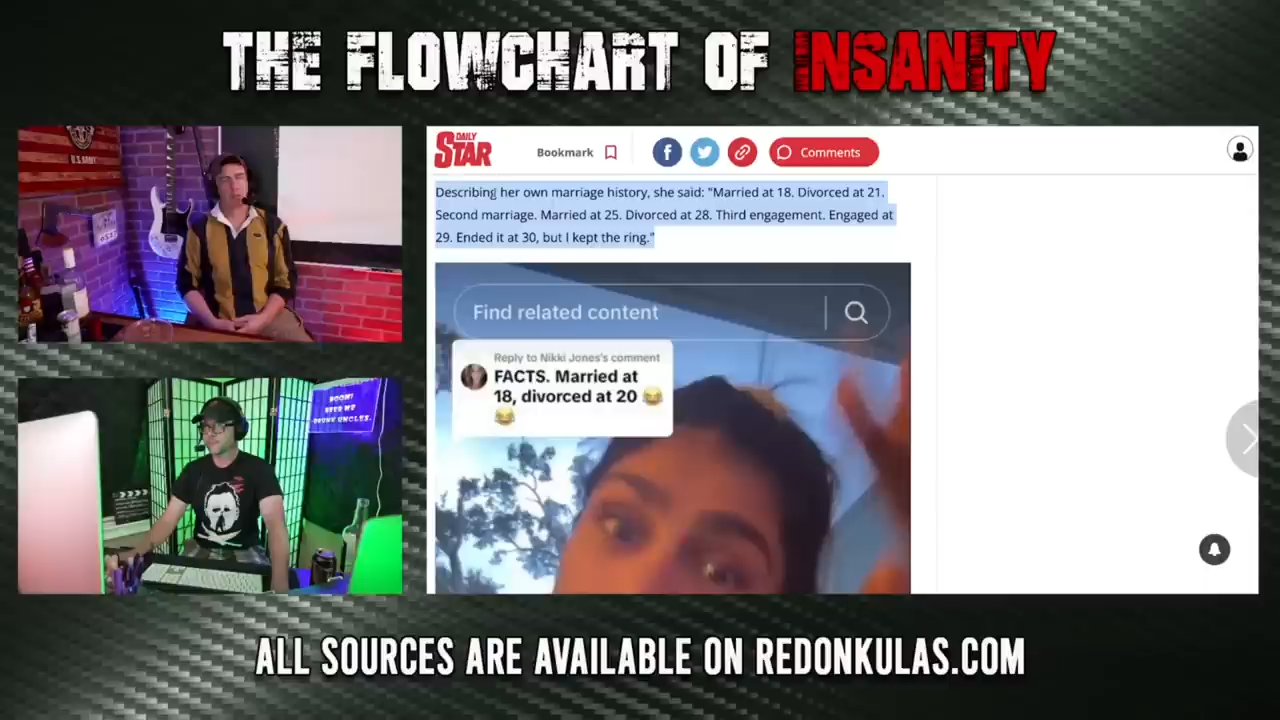 THE FLOWCHART OF INSANITY
U.S. ARMY
DAILY
STAR
Bookmark
Comments
Describing her own marriage history, she said: "Married at 18. Divorced at 21.
Second marriage. Married at 25. Divorced at 28. Third engagement. Engaged at
29. Ended it at 30, but I kept the ring."
Find related content
Reply to Nikki Jones's comment
FACTS. Married at
18, divorced at 20 😂
😂
DRUNK UNCLES.
ALL SOURCES ARE AVAILABLE ON REDONKULAS.COM